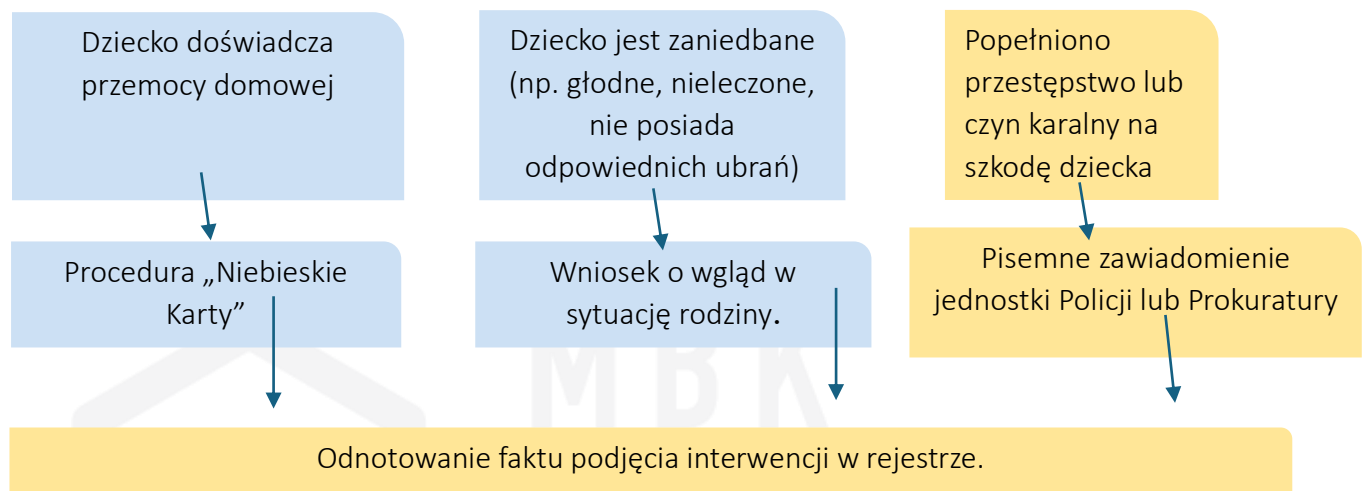 Dziecko doświadcza
przemocy domowej
Dziecko jest zaniedbane
(np. głodne, nieleczone,
nie posiada
odpowiednich ubrań)
Popełniono
przestępstwo lub
czyn karalny na
szkodę dziecka
Procedura „Niebieskie
Karty”
Wniosek o wgląd w
sytuację rodziny.
Pisemne zawiadomienie
jednostki Policji lub Prokuratury
MBK
Odnotowanie faktu podjęcia interwencji w rejestrze.